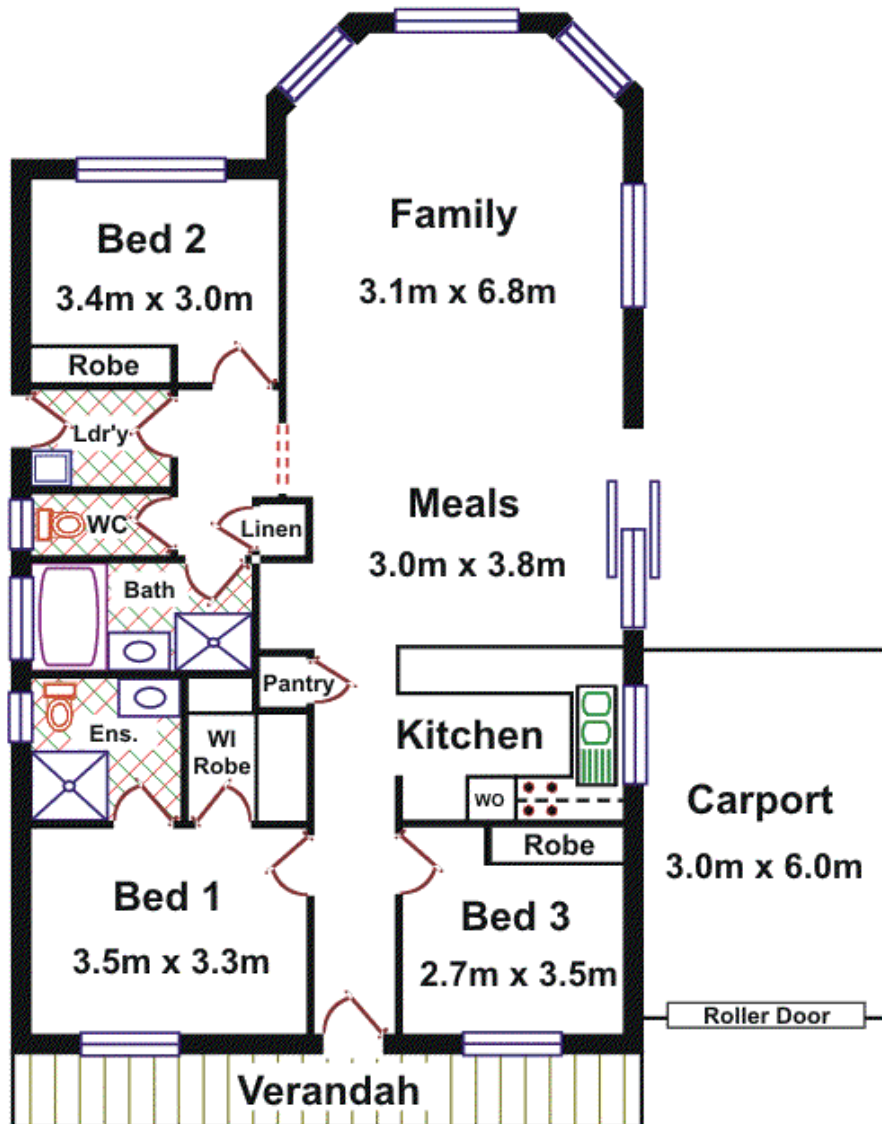 Family
3.1m x 6.8m
Bed 2
3.4m x 3.0m
Robe
Ldr'y
WC
Linen
Meals
3.0m x 3.8m
Bath
Pantry
Ens.
WI
Robe
Kitchen
WO
Carport
3.0m x 6.0m
Robe
Bed 1
3.5m x 3.3m
Bed 3
2.7m x 3.5m
Roller Door
Verandah